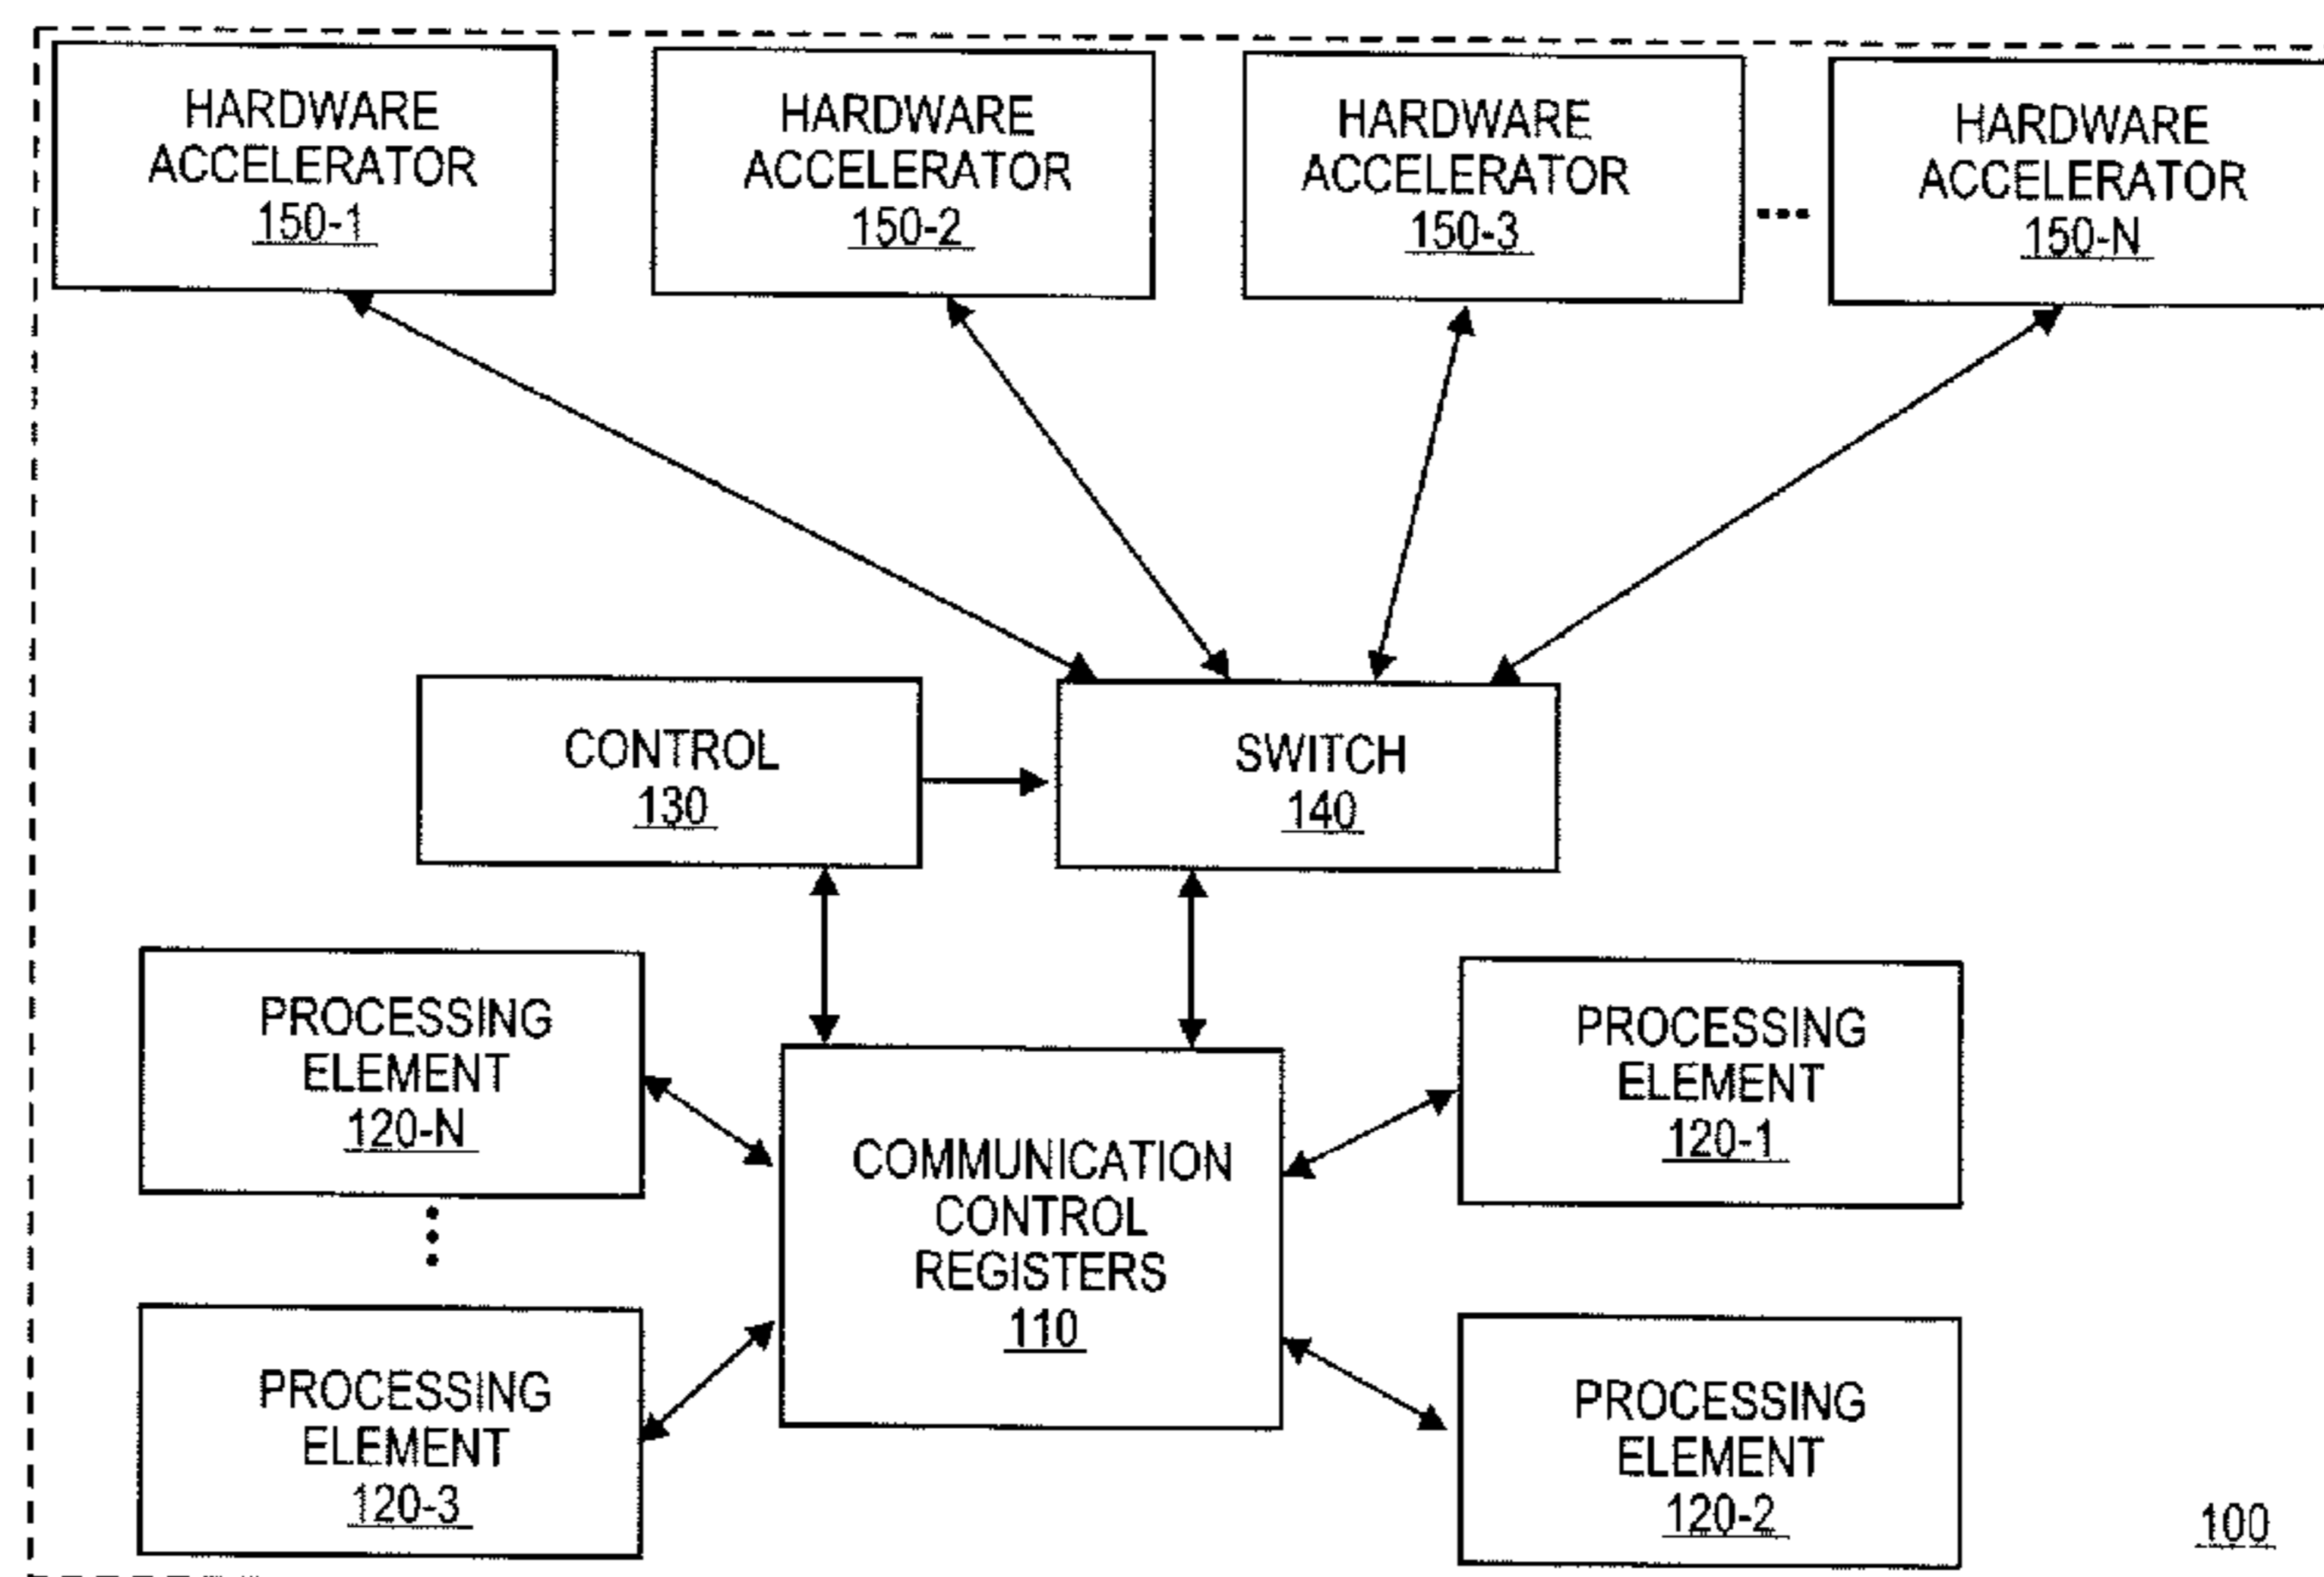 HARDWARE
ACCELERATOR
150-1
HARDWARE
ACCELERATOR
150-2
HARDWARE
ACCELERATOR
150-3
...
HARDWARE
ACCELERATOR
150-N
CONTROL
130
SWITCH
140
PROCESSING
ELEMENT
120-N
COMMUNICATION
CONTROL
REGISTERS
110
PROCESSING
ELEMENT
120-1
PROCESSING
ELEMENT
120-3
PROCESSING
ELEMENT
120-2
100